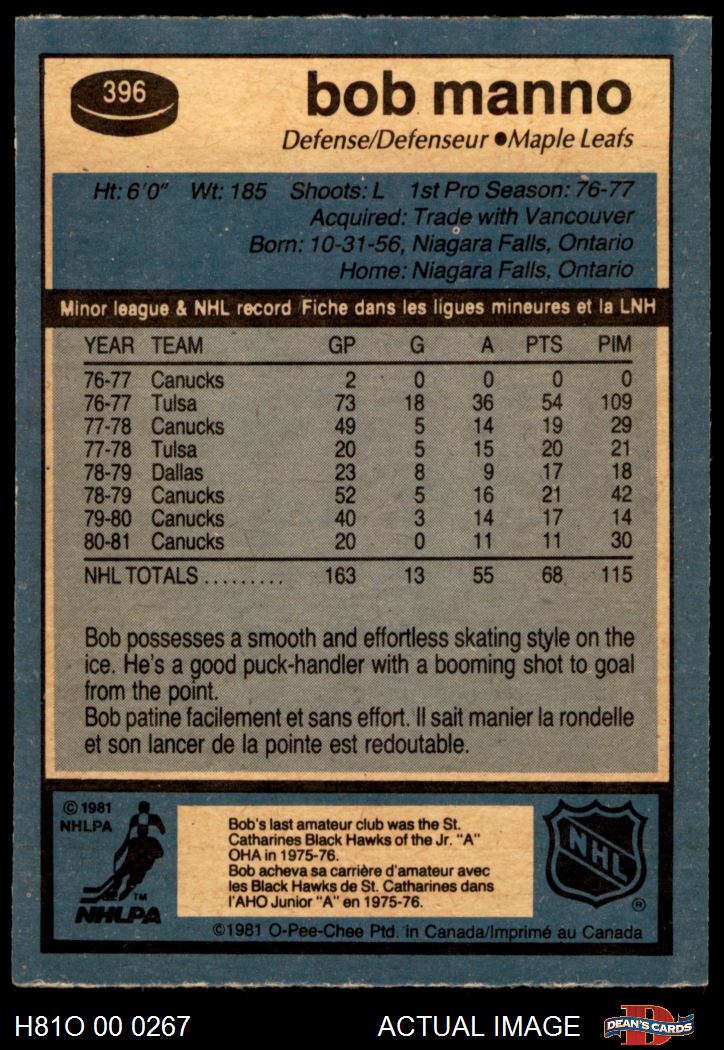 396
bob manno
Defense/Defenseur ●Maple Leafs
Ht: 6'0" Wt: 185 Shoots: L 1st Pro Season: 76-77
Acquired: Trade with Vancouver
Born: 10-31-56, Niagara Falls, Ontario
Home: Niagara Falls, Ontario
Minor league & NHL record Fiche dans les ligues mineures et la LNH
YEAR TEAM GP G A PTS PIM
76-77 Canucks 2 0 0 0 0
76-77 Tulsa 73 18 36 54 109
77-78 Canucks 49 5 14 19 29
77-78 Tulsa 20 5 15 20 21
78-79 Dallas 23 8 9 17 18
78-79 Canucks 52 5 16 21 42
79-80 Canucks 40 3 14 17 14
80-81 Canucks 20 0 11 11 30
NHL TOTALS ......... 163 13 55 68 115
Bob possesses a smooth and effortless skating style on the
ice. He's a good puck-handler with a booming shot to goal
from the point.
Bob patine facilement et sans effort. Il sait manier la rondelle
et son lancer de la pointe est redoutable.
© 1981
NHLPA
TM
NHLPA
Bob's last amateur club was the St.
Catharines Black Hawks of the Jr. "A"
OHA in 1975-76.
Bob acheva sa carrière d'amateur avec
les Black Hawks de St. Catharines dans
l'AHO Junior "A" en 1975-76.
NHL
®
©1981 O-Pee-Chee Ptd. in Canada/Imprimé au Canada
H81O 00 0267
ACTUAL IMAGE
D
DEAN'S CARDS